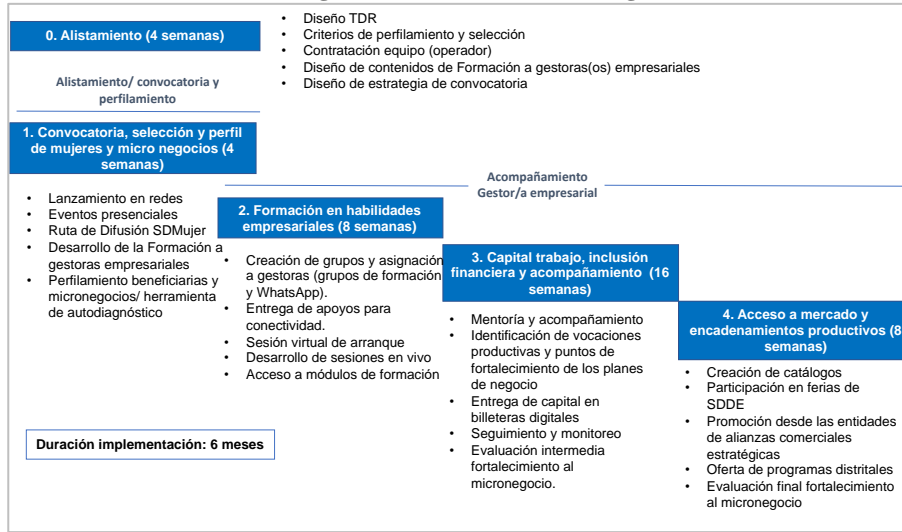 0. Alistamiento (4 semanas)
• Diseño TDR
• Criterios de perfilamiento y selección
• Contratación equipo (operador)
• Diseño de contenidos de Formación a gestoras(os) empresariales
• Diseño de estrategia de convocatoria
Alistamiento/ convocatoria y
perfilamiento
1. Convocatoria, selección y perfil
de mujeres y micro negocios (4
semanas)
• Lanzamiento en redes
• Eventos presenciales
• Ruta de Difusión SDMujer
• Desarrollo de la Formación a
gestoras empresariales
• Perfilamiento beneficiarias y
micronegocios/ herramienta
de autodiagnóstico
Acompañamiento
Gestor/a empresarial
2. Formación en habilidades
empresariales (8 semanas)
• Creación de grupos y asignación
a gestoras (grupos de formación
y WhatsApp).
• Entrega de apoyos para
conectividad.
• Sesión virtual de arranque
• Desarrollo de sesiones en vivo
• Acceso a módulos de formación
3. Capital trabajo, inclusión
financiera y acompañamiento (16
semanas)
• Mentoría y acompañamiento
• Identificación de vocaciones
productivas y puntos de
fortalecimiento de los planes
de negocio
• Entrega de capital en
billeteras digitales
• Seguimiento y monitoreo
• Evaluación intermedia
fortalecimiento al
micronegocio.
4. Acceso a mercado y
encadenamientos productivos (8
semanas)
• Creación de catálogos
• Participación en ferias de
SDDE
• Promoción desde las entidades
de alianzas comerciales
estratégicas
• Oferta de programas distritales
• Evaluación final fortalecimiento
al micronegocio
Duración implementación: 6 meses